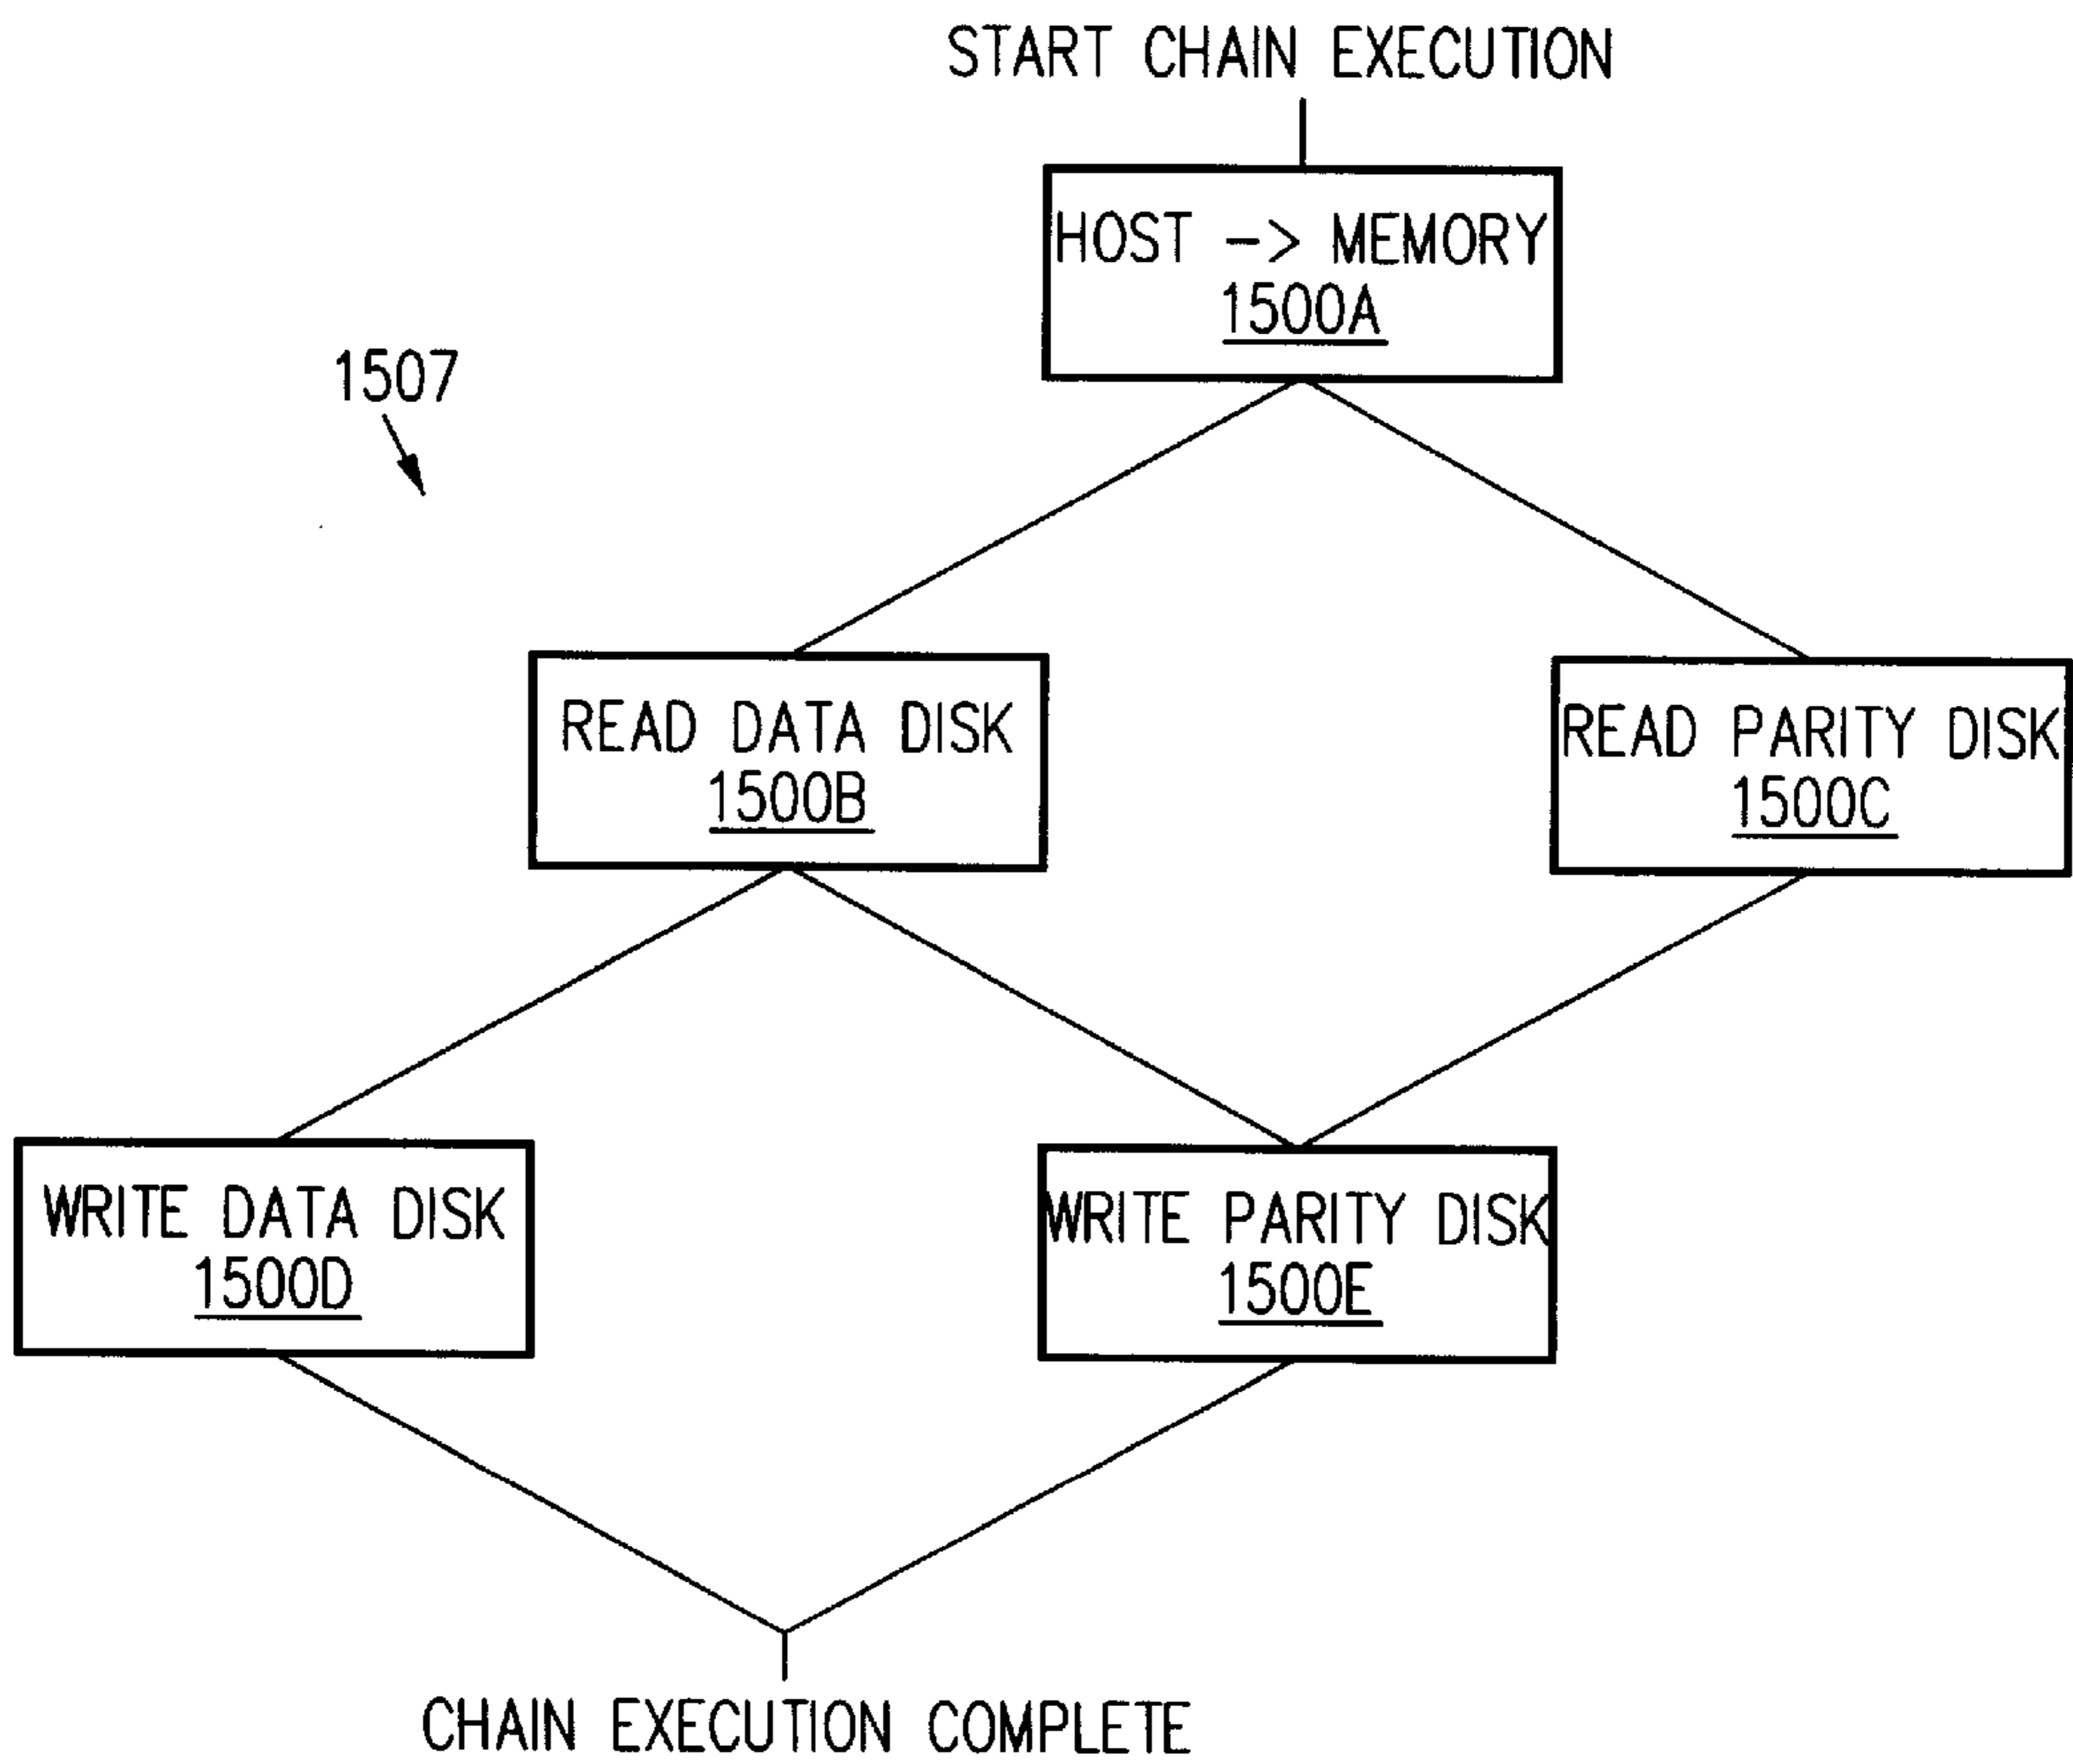 START CHAIN EXECUTION
HOST -> MEMORY
1500A
1507
READ DATA DISK
1500B
READ PARITY DISK
1500C
WRITE DATA DISK
1500D
WRITE PARITY DISK
1500E
CHAIN EXECUTION COMPLETE